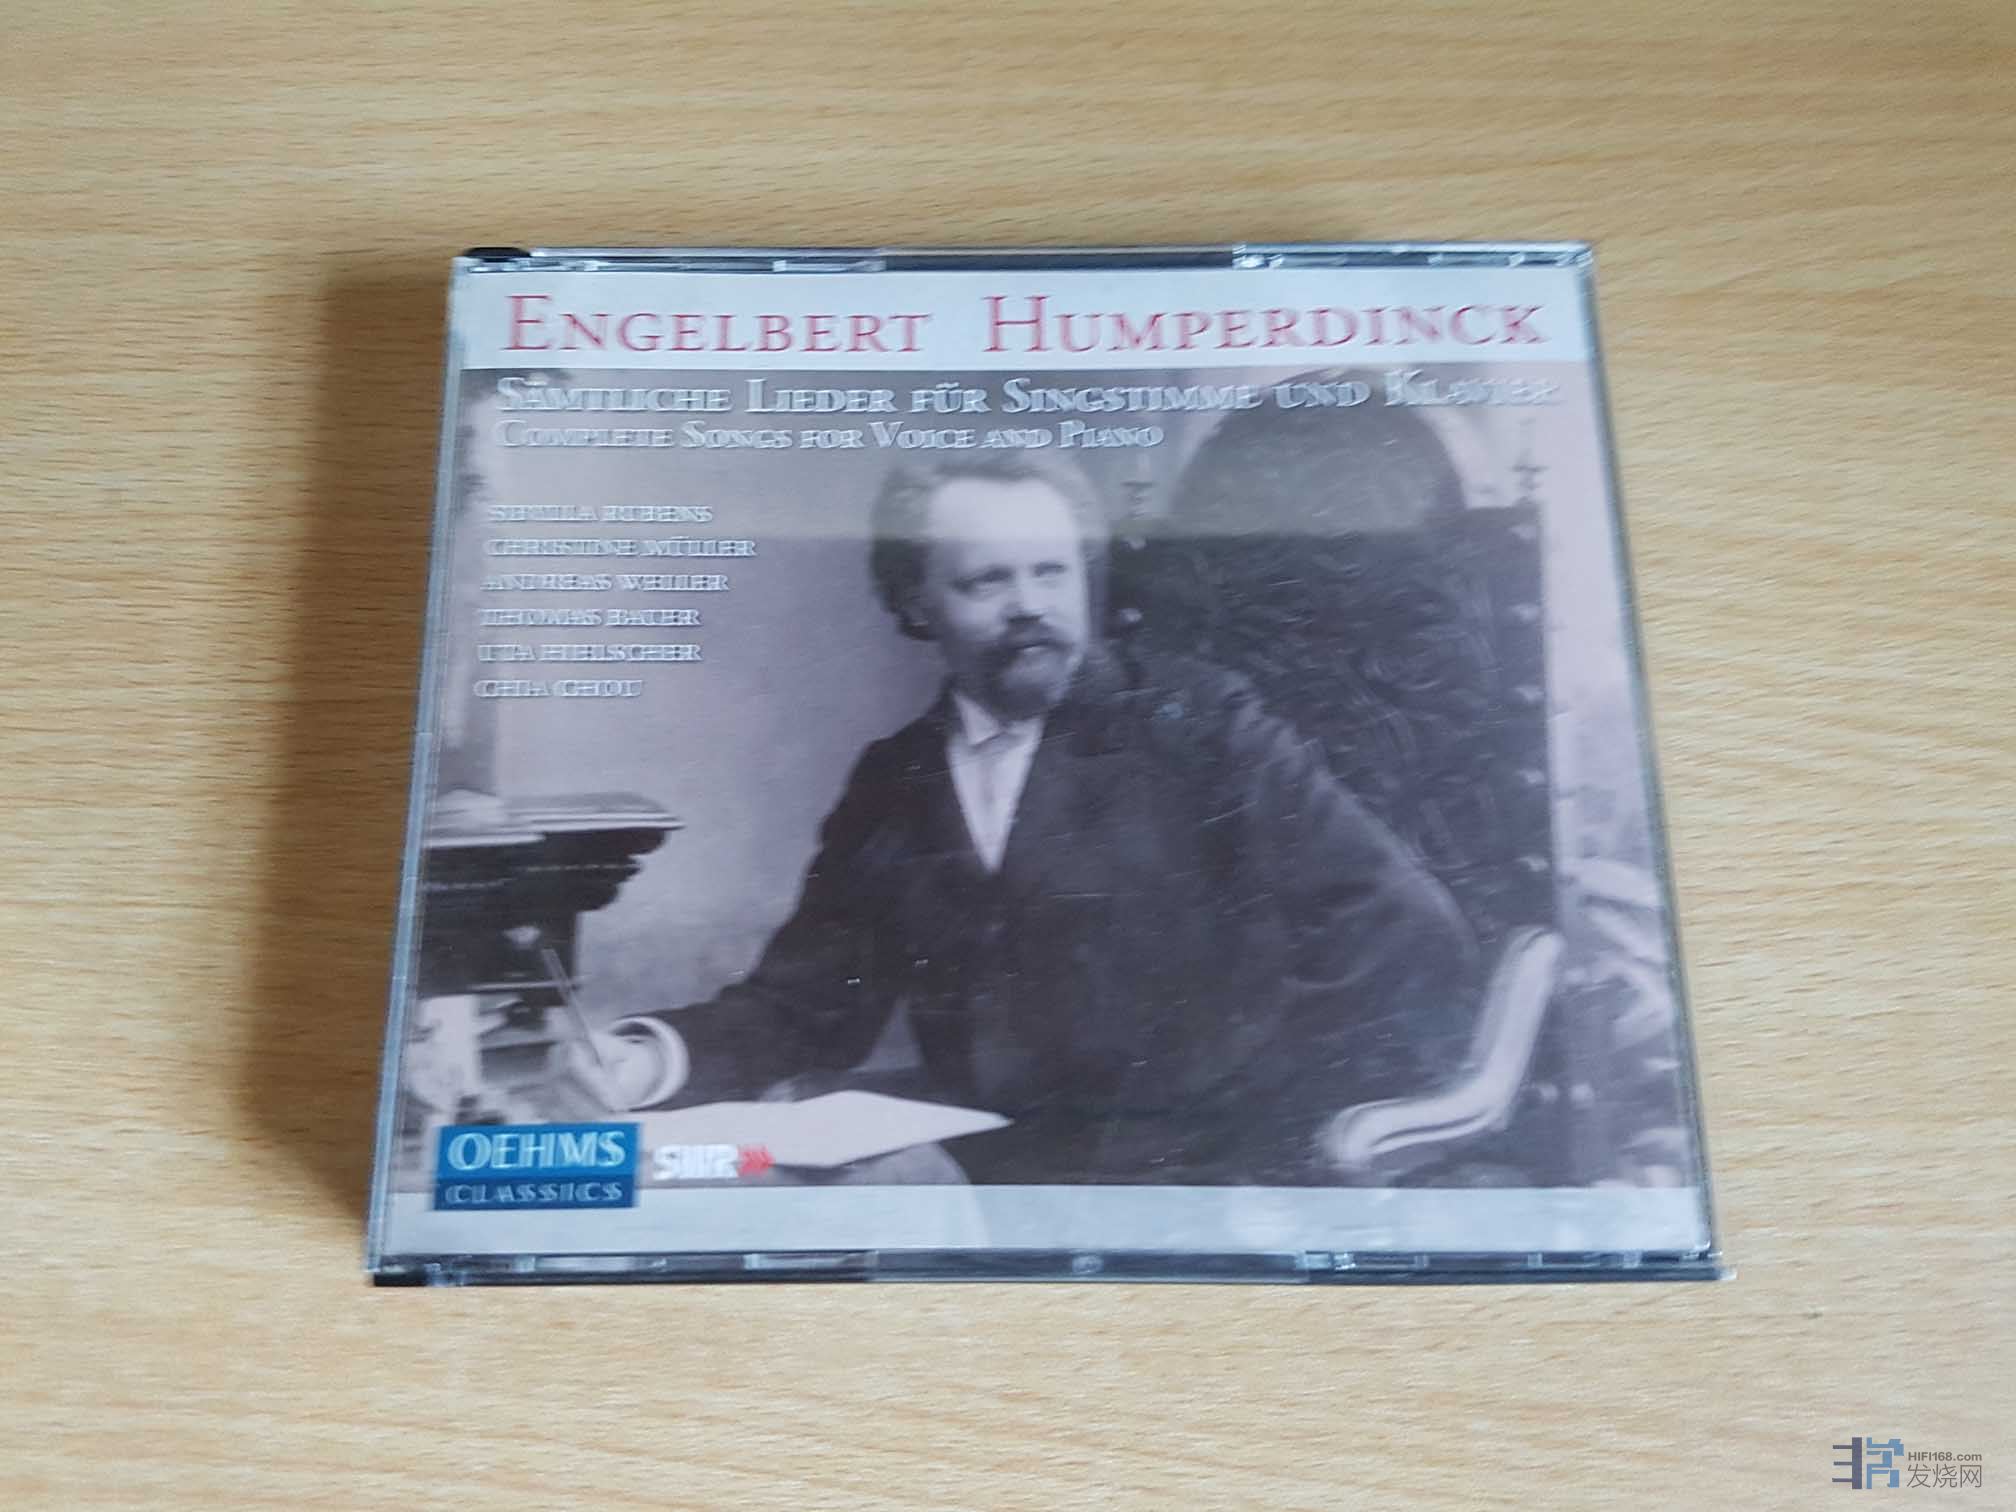 ENGELBERT HUMPERDINCK
SÄMTLICHE LIEDER FÜR SINGSTIMME UND KLAVIER
COMPLETE SONGS FOR VOICE AND PIANO
SIBYLLA RUBENS
CHRISTINE MÜLLER
ANDREAS WELLER
THOMAS BAUER
UTA HIELSCHER
CHIA CHOU
OEHMS
CLASSICS
SWR
HIFI168.com
发烧网